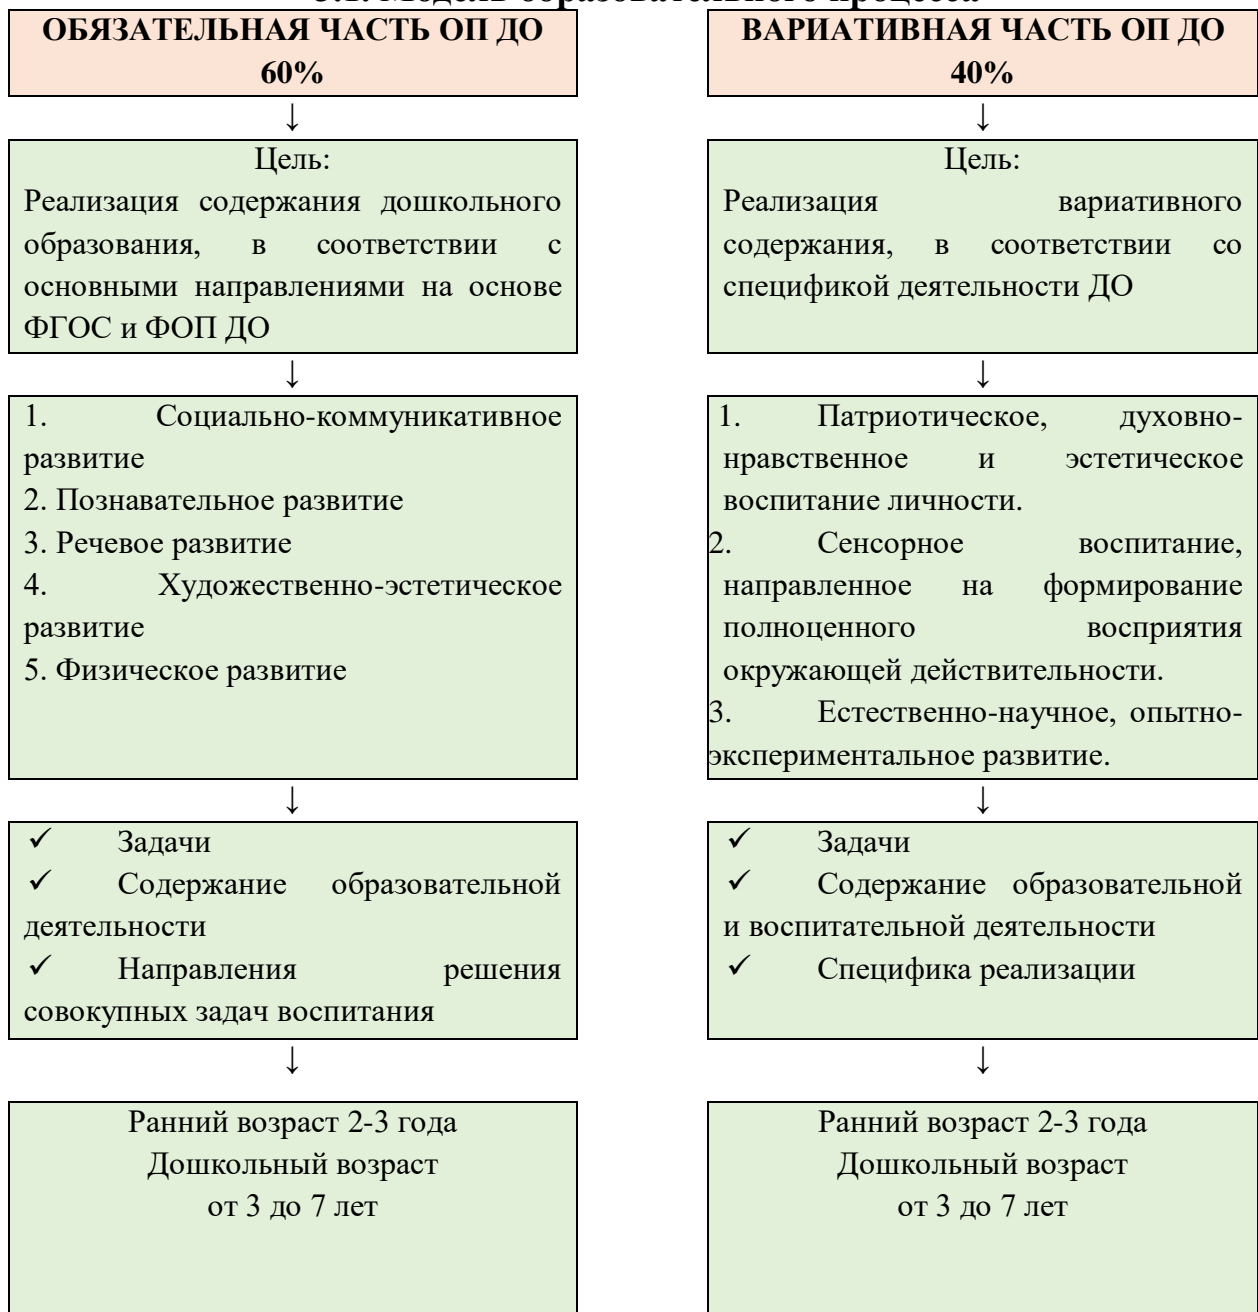 3.1. Модель образовательного процесса
ОБЯЗАТЕЛЬНАЯ ЧАСТЬ ОП ДО
60%
↓
Цель:
Реализация содержания дошкольного
образования, в соответствии с
основными направлениями на основе
ФГОС и ФОП ДО
↓
1. Социально-коммуникативное
развитие
2. Познавательное развитие
3. Речевое развитие
4. Художественно-эстетическое
развитие
5. Физическое развитие
↓
✓ Задачи
✓ Содержание образовательной
деятельности
✓ Направления решения
совокупных задач воспитания
↓
Ранний возраст 2-3 года
Дошкольный возраст
от 3 до 7 лет
ВАРИАТИВНАЯ ЧАСТЬ ОП ДО
40%
↓
Цель:
Реализация вариативного
содержания, в соответствии со
спецификой деятельности ДО
↓
1. Патриотическое, духовно-
нравственное и эстетическое
воспитание личности.
2. Сенсорное воспитание,
направленное на формирование
полноценного восприятия
окружающей действительности.
3. Естественно-научное, опытно-
экспериментальное развитие.
↓
✓ Задачи
✓ Содержание образовательной
и воспитательной деятельности
✓ Специфика реализации
↓
Ранний возраст 2-3 года
Дошкольный возраст
от 3 до 7 лет